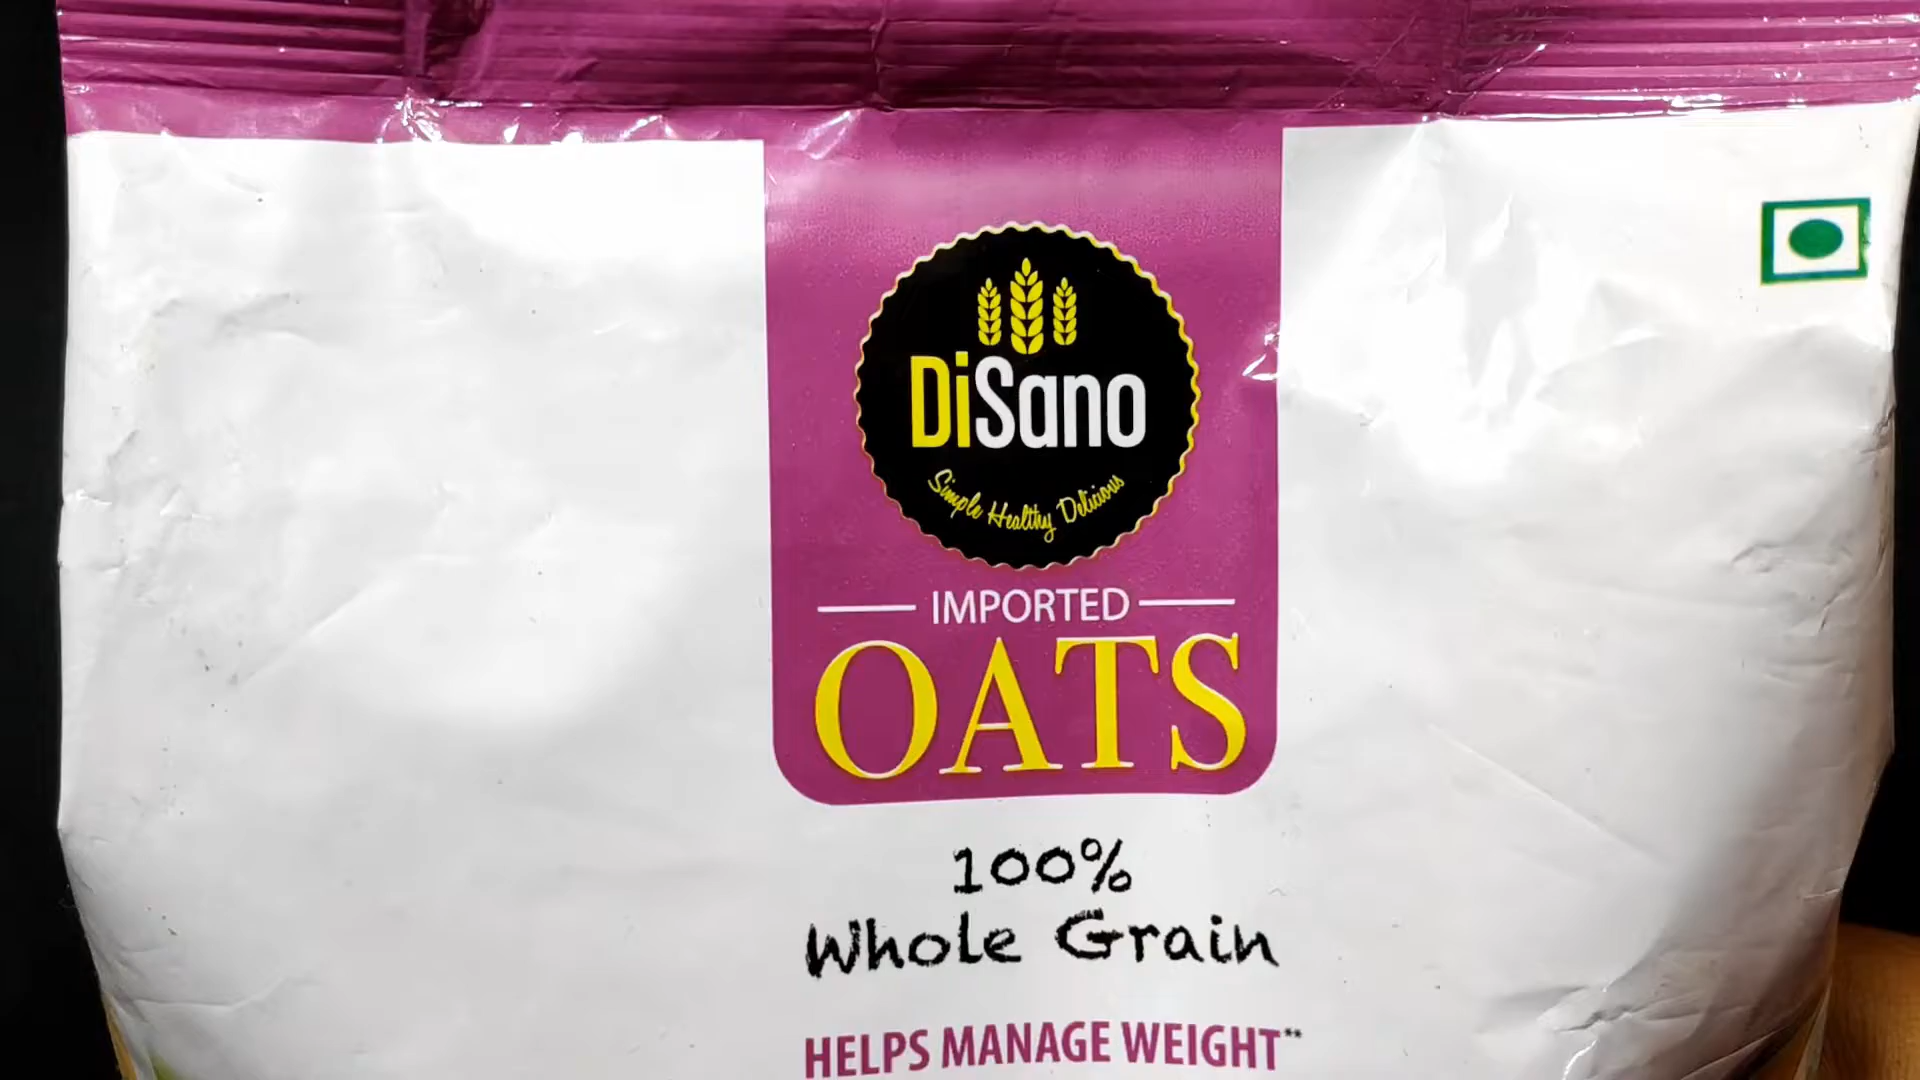 DiSano
Simple Healthy Delicious
IMPORTED
OATS
100%
Whole Grain
HELPS MANAGE WEIGHT**